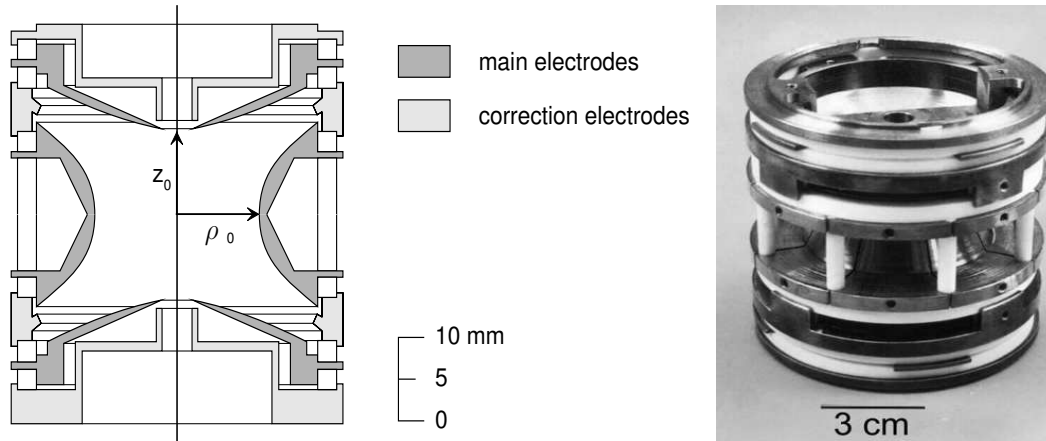 main electrodes
correction electrodes
z0
ρ 0
10 mm
5
0
3 cm